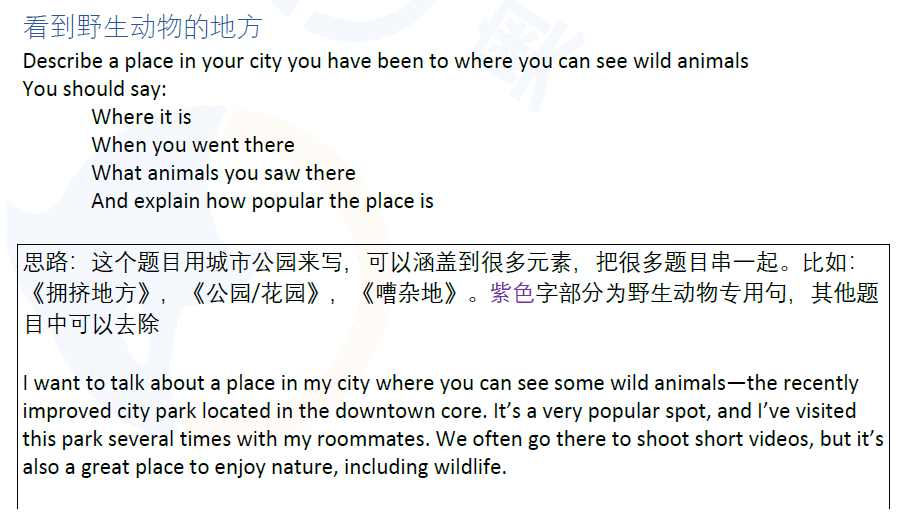 看到野生动物的地方
Describe a place in your city you have been to where you can see wild animals
You should say:
Where it is
When you went there
What animals you saw there
And explain how popular the place is
思路：这个题目用城市公园来写，可以涵盖到很多元素，把很多题目串一起。比如：
《拥挤地方》，《公园/花园》，《嘈杂地》。紫色字部分为野生动物专用句，其他题
目中可以去除
I want to talk about a place in my city where you can see some wild animals—the recently
improved city park located in the downtown core. It’s a very popular spot, and I’ve visited
this park several times with my roommates. We often go there to shoot short videos, but it’s
also a great place to enjoy nature, including wildlife.